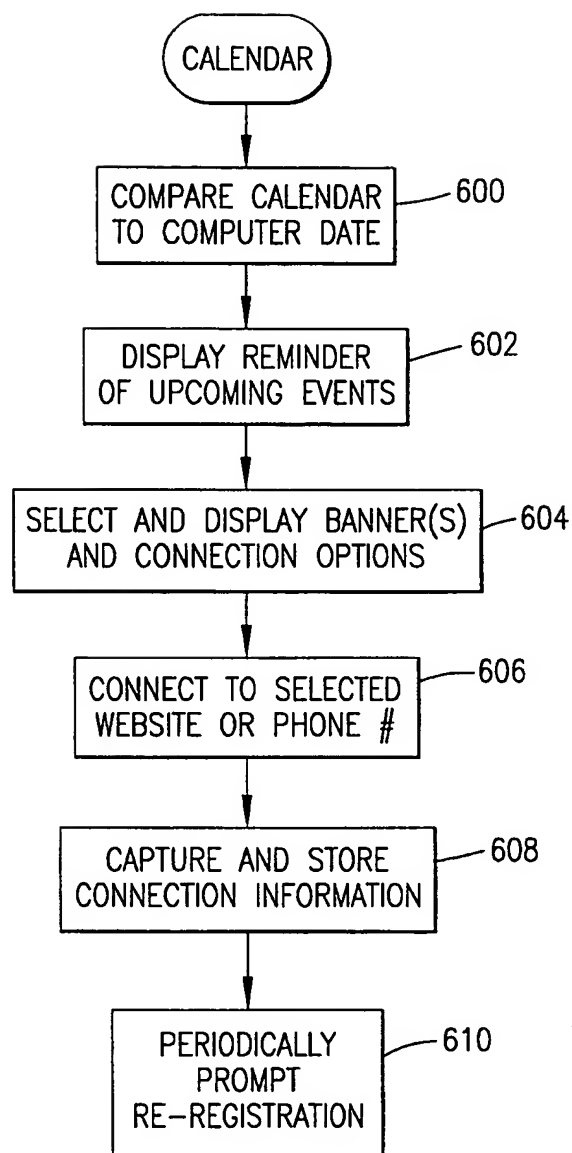 CALENDAR
COMPARE CALENDAR
TO COMPUTER DATE
600
DISPLAY REMINDER
OF UPCOMING EVENTS
602
SELECT AND DISPLAY BANNER(S)
AND CONNECTION OPTIONS
604
CONNECT TO SELECTED
WEBSITE OR PHONE #
606
CAPTURE AND STORE
CONNECTION INFORMATION
608
PERIODICALLY
PROMPT
RE-REGISTRATION
610